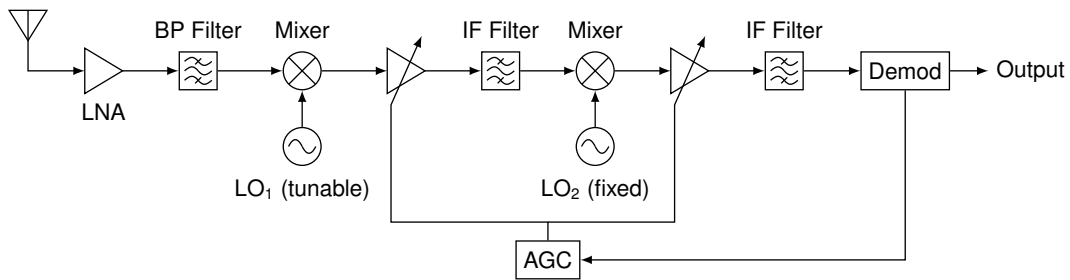 BP Filter
Mixer
IF Filter
Mixer
IF Filter
LNA
Demod
Output
LO₁ (tunable)
LO₂ (fixed)
AGC